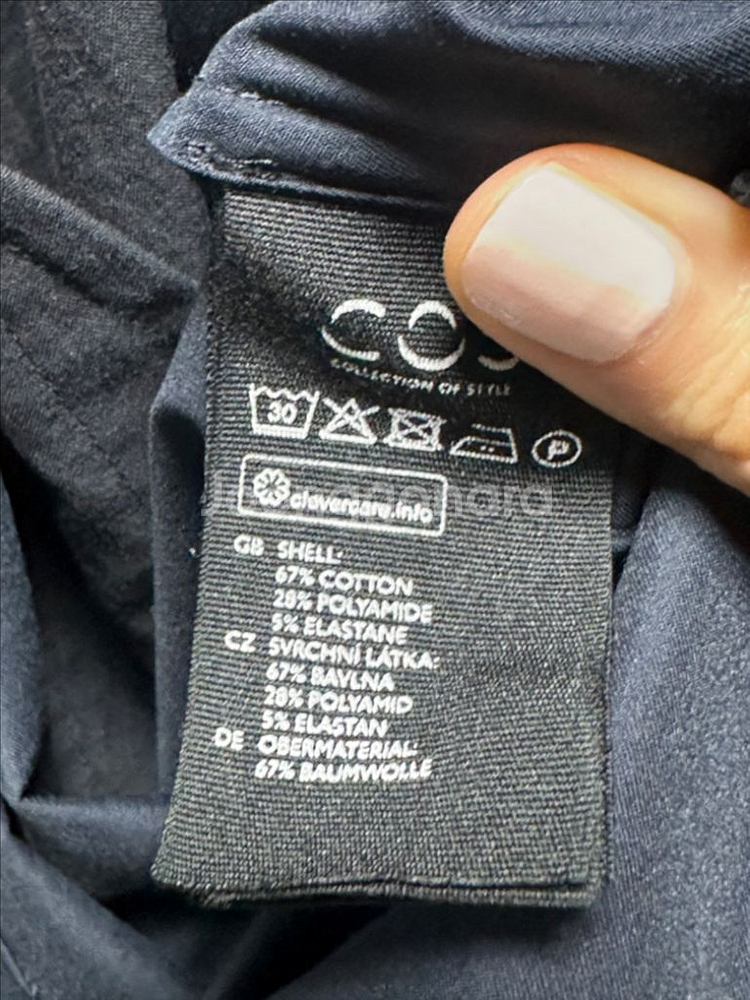 COS
COLLECTION OF STYLE
30
P
clevercare.info
GB SHELL:
67% COTTON
28% POLYAMIDE
5% ELASTANE
CZ SVRCHNÍ LÁTKA:
67% BAVLNA
28% POLYAMID
5% ELASTAN
DE OBERMATERIAL:
67% BAUMWOLLE